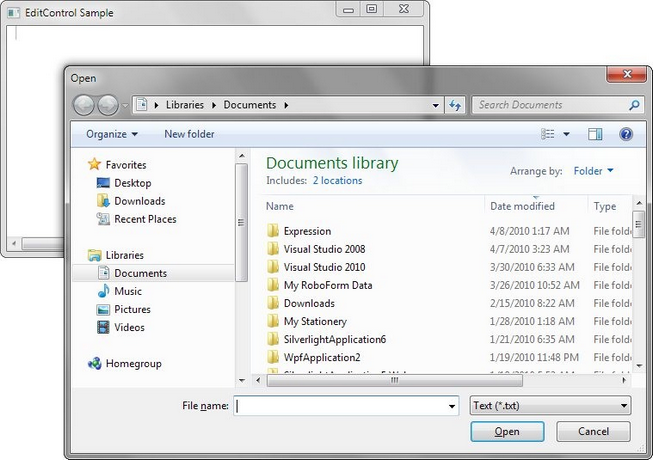 EditControl Sample
Open
Libraries Documents
Search Documents
Organize New folder
Favorites
Desktop
Downloads
Recent Places
Libraries
Documents
Music
Pictures
Videos
Homegroup
Documents library
Includes: 2 locations
Arrange by: Folder
Name Date modified Type
Expression 4/8/2010 1:17 AM File folde
Visual Studio 2008 4/7/2010 3:23 AM File folde
Visual Studio 2010 3/30/2010 6:33 AM File folde
My RoboForm Data 3/26/2010 10:52 AM File folde
Downloads 2/15/2010 8:22 AM File folde
My Stationery 1/28/2010 1:18 AM File folde
SilverlightApplication6 1/21/2010 6:35 AM File folde
WpfApplication2 1/19/2010 11:48 PM File folde
File name: Text (*.txt)
Open Cancel